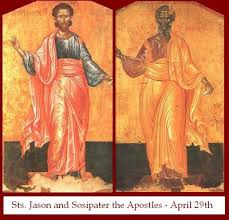 Sts. Jason and Sosipater the Apostles - April 29th